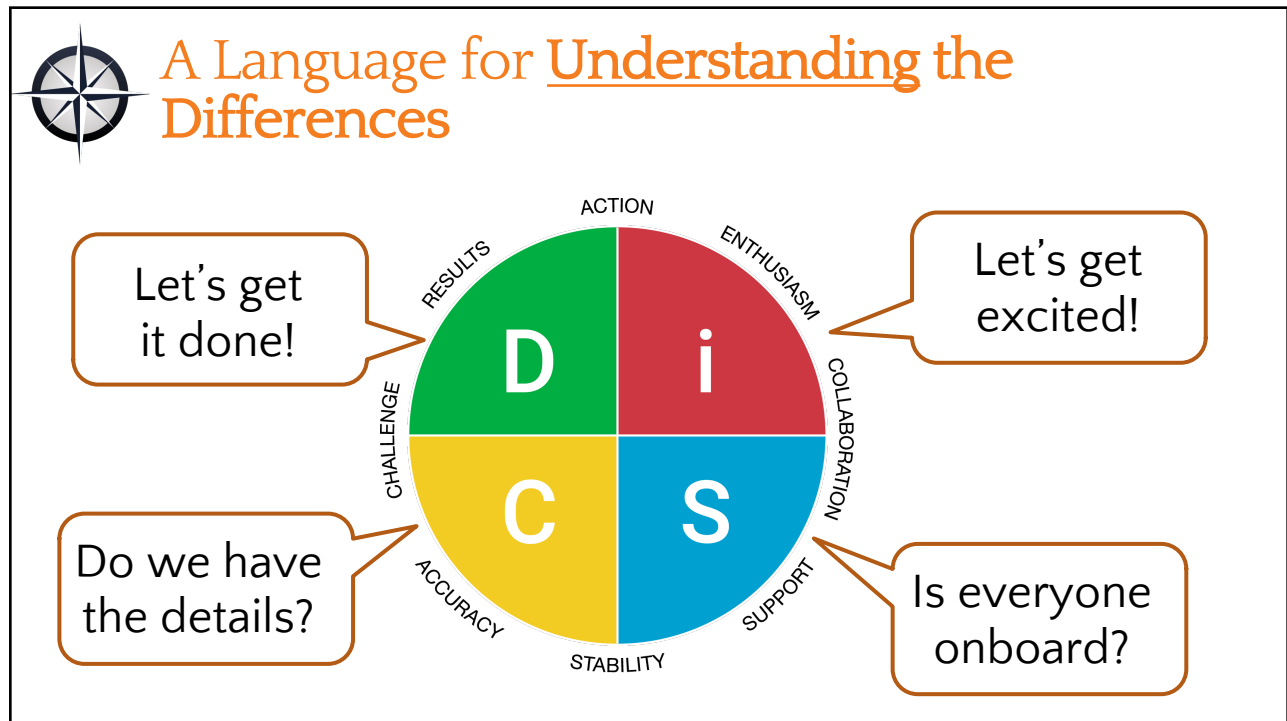 A Language for Understanding the
Differences
ACTION
RESULTS
ENTHUSIASM
Let’s get
it done!
Let’s get
excited!
D
i
CHALLENGE
COLLABORATION
C
S
Do we have
the details?
ACCURACY
SUPPORT
Is everyone
onboard?
STABILITY